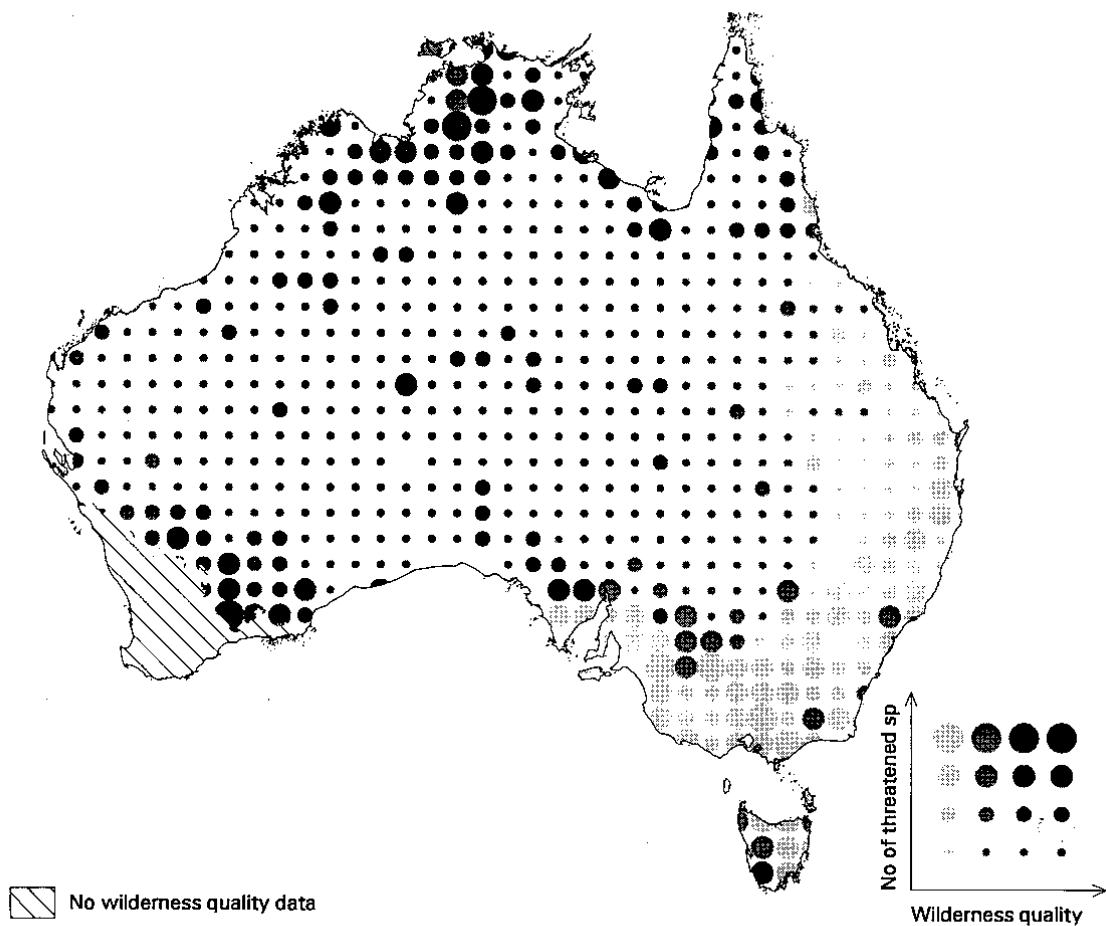 No of threatened sp
No wilderness quality data
Wilderness quality